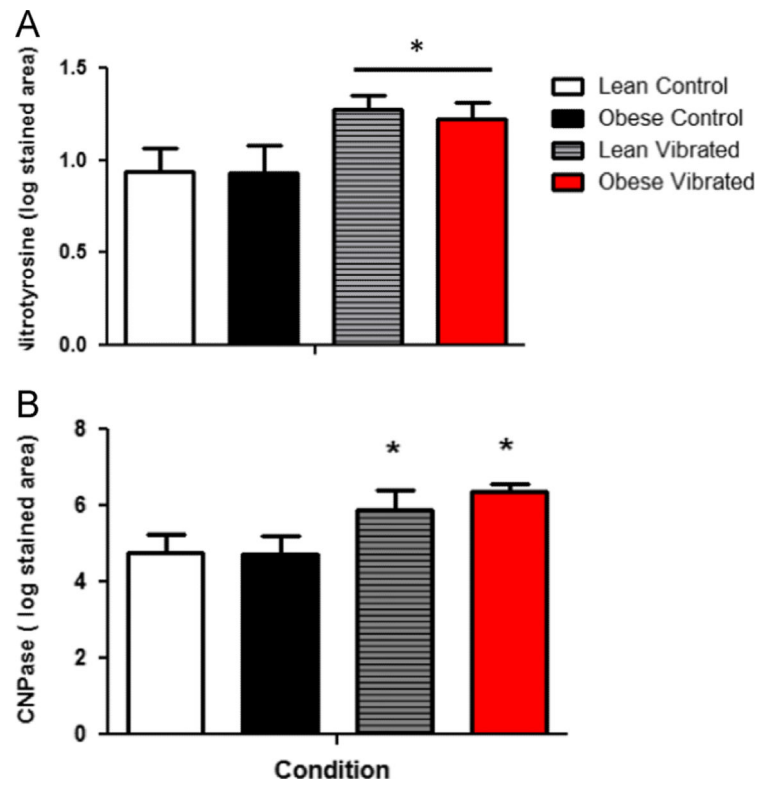 A
*
1.5
1.0
0.5
0.0
Nitrotyrosine (log stained area)
Lean Control
Obese Control
Lean Vibrated
Obese Vibrated
B
* *
8
6
4
2
0
CNPase ( log stained area)
Condition